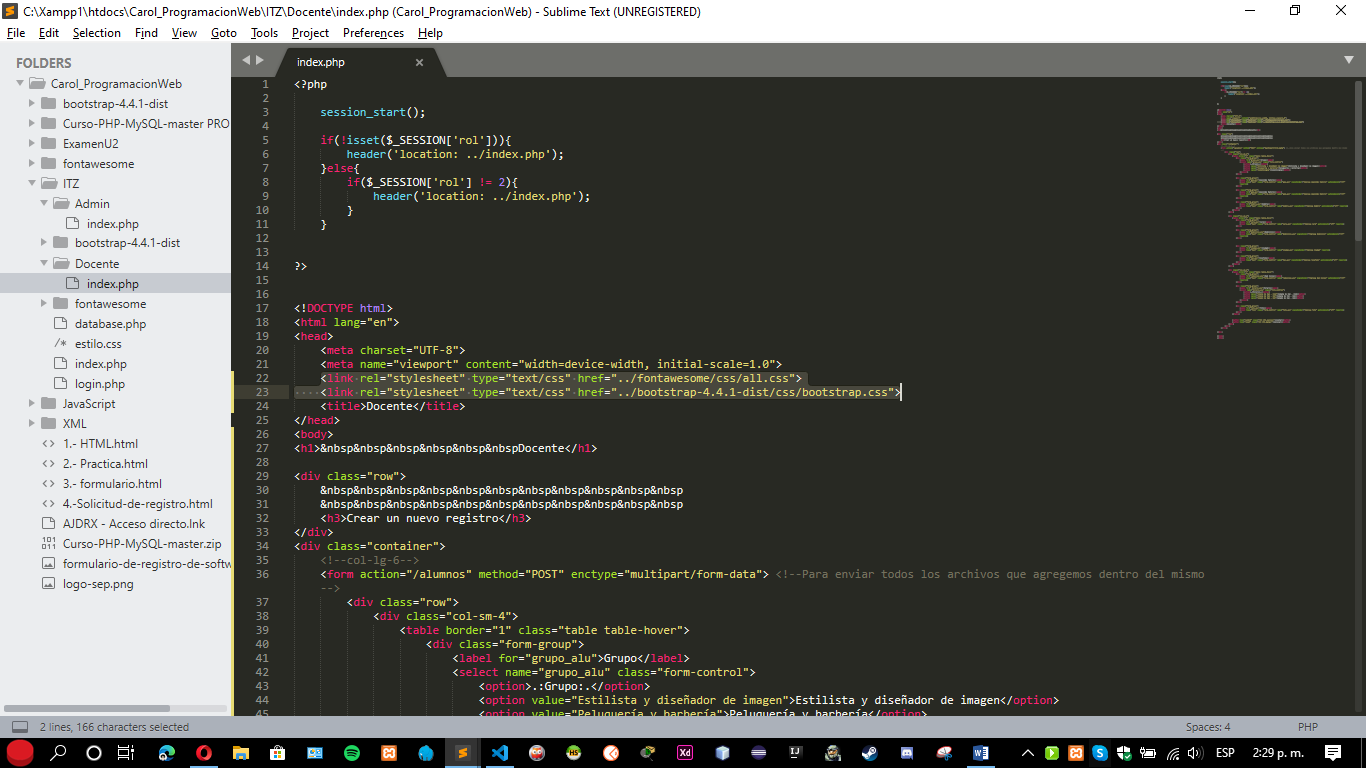 C:\Xampp1\htdocs\Carol_ProgramacionWeb\ITZ\Docente\index.php (Carol_ProgramacionWeb) - Sublime Text (UNREGISTERED)
File Edit Selection Find View Goto Tools Project Preferences Help
FOLDERS
Carol_ProgramacionWeb
bootstrap-4.4.1-dist
Curso-PHP-MySQL-master PRO
ExamenU2
fontawesome
ITZ
Admin
index.php
bootstrap-4.4.1-dist
Docente
index.php
fontawesome
database.php
/* estilo.css
index.php
login.php
JavaScript
XML
<> 1.- HTML.html
<> 2.- Practica.html
<> 3.- formulario.html
<> 4.-Solicitud-de-registro.html
AJDRX - Acceso directo.lnk
Curso-PHP-MySQL-master.zip
formulario-de-registro-de-softw
logo-sep.png
index.php ×
1 <?php
2
3 session_start();
4
5 if(!isset($_SESSION['rol'])){
6 header('location: ../index.php');
7 }else{
8 if($_SESSION['rol'] != 2){
9 header('location: ../index.php');
10 }
11 }
12
13
14 ?>
15
16
17 <!DOCTYPE html>
18 <html lang="en">
19 <head>
20 <meta charset="UTF-8">
21 <meta name="viewport" content="width=device-width, initial-scale=1.0">
22 <link rel="stylesheet" type="text/css" href="../fontawesome/css/all.css">
23 <link rel="stylesheet" type="text/css" href="../bootstrap-4.4.1-dist/css/bootstrap.css">
24 <title>Docente</title>
25 </head>
26 <body>
27 <h1>&nbsp&nbsp&nbsp&nbsp&nbsp&nbspDocente</h1>
28
29 <div class="row">
30 &nbsp&nbsp&nbsp&nbsp&nbsp&nbsp&nbsp&nbsp&nbsp&nbsp&nbsp
31 &nbsp&nbsp&nbsp&nbsp&nbsp&nbsp&nbsp&nbsp&nbsp&nbsp&nbsp
32 <h3>Crear un nuevo registro</h3>
33 </div>
34 <div class="container">
35 <!--col-lg-6-->
36 <form action="/alumnos" method="POST" enctype="multipart/form-data"> <!--Para enviar todos los archivos que agregemos dentro del mismo
-->
37 <div class="row">
38 <div class="col-sm-4">
39 <table border="1" class="table table-hover">
40 <div class="form-group">
41 <label for="grupo_alu">Grupo</label>
42 <select name="grupo_alu" class="form-control">
43 <option>.:Grupo:.</option>
44 <option value="Estilista y diseñador de imagen">Estilista y diseñador de imagen</option>
45 <option value="Peluquería y barbería">Peluquería y barbería</option>
2 lines, 166 characters selected
Spaces: 4 PHP
ESP 2:29 p. m.